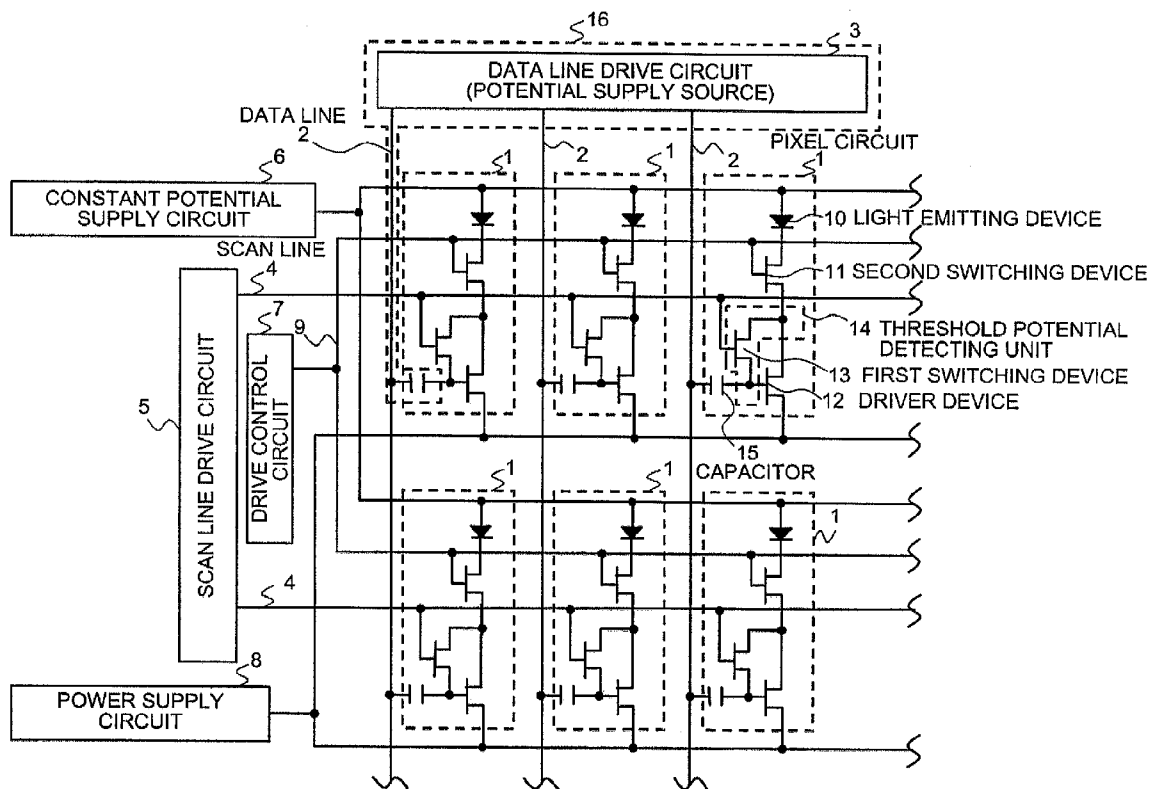 16
3
DATA LINE DRIVE CIRCUIT
(POTENTIAL SUPPLY SOURCE)
DATA LINE
2
2
2
PIXEL CIRCUIT
1
1
1
6
CONSTANT POTENTIAL
SUPPLY CIRCUIT
10 LIGHT EMITTING DEVICE
SCAN LINE
4
11 SECOND SWITCHING DEVICE
7
9
14 THRESHOLD POTENTIAL
DETECTING UNIT
13 FIRST SWITCHING DEVICE
12 DRIVER DEVICE
5
SCAN LINE DRIVE CIRCUIT
DRIVE CONTROL
CIRCUIT
15
CAPACITOR
1
1
1
4
8
POWER SUPPLY
CIRCUIT